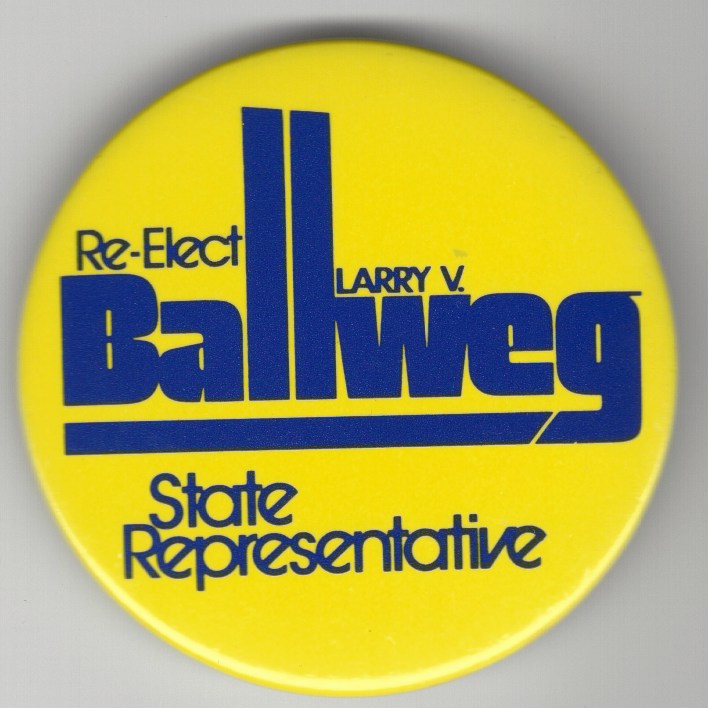 Re-Elect
LARRY V.
Ballweg
State
Representative